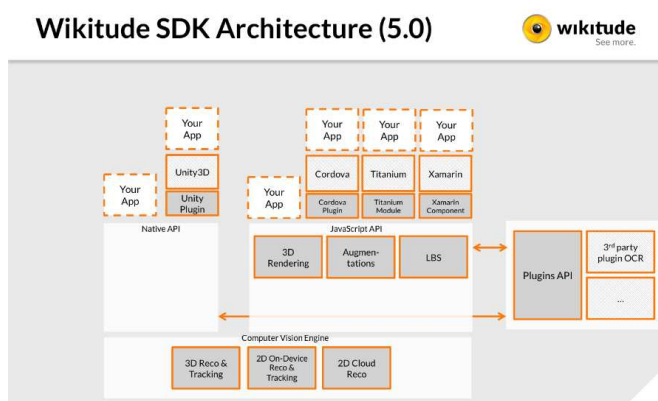 Wikitude SDK Architecture (5.0)
wikitude
See more.
Your
App
Your
App
Your
App
Your
App
Unity3D
Cordova
Titanium
Xamarin
Your
App
Unity
Plugin
Your
App
Cordova
Plugin
Titanium
Module
Xamarin
Component
Native API
JavaScript API
3D
Rendering
Augmen-
tations
LBS
Plugins API
3rd party
plugin OCR
...
Computer Vision Engine
3D Reco &
Tracking
2D On-Device
Reco &
Tracking
2D Cloud
Reco